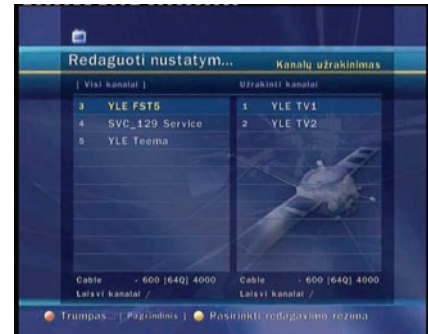 Redaguoti nustatym...
Kanalų užrakinimas
[ Visi kanalai ]
Užrakinti kanalai
3 YLE FST5
4 SVC_129 Service
5 YLE Teema
1 YLE TV1
2 YLE TV2
Cable - 600 [64Q] 4000
Laisvi kanalai /
Cable - 600 [64Q] 4000
Laisvi kanalai /
Trumpas... | Pagrindinis | Pasirinkti redagavimo režimą